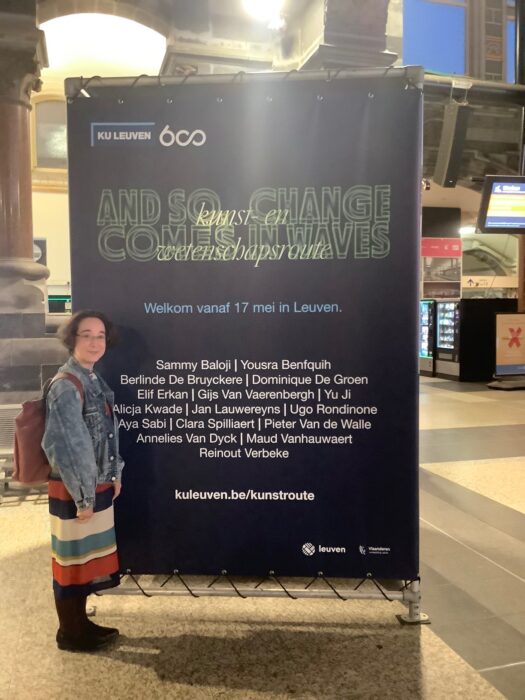 KU LEUVEN 600
AND SO, CHANGE
COMES IN WAVES
kunst- en
wetenschapsroute
Welkom vanaf 17 mei in Leuven.
Sammy Baloji | Yousra Benfquih
Berlinde De Bruyckere | Dominique De Groen
Elif Erkan | Gijs Van Vaerenbergh | Yu Ji
Alicja Kwade | Jan Lauwereyns | Ugo Rondinone
Aya Sabi | Clara Spilliaert | Pieter Van de Walle
Annelies Van Dyck | Maud Vanhauwaert
Reinout Verbeke
kuleuven.be/kunstroute
leuven
Vlaanderen